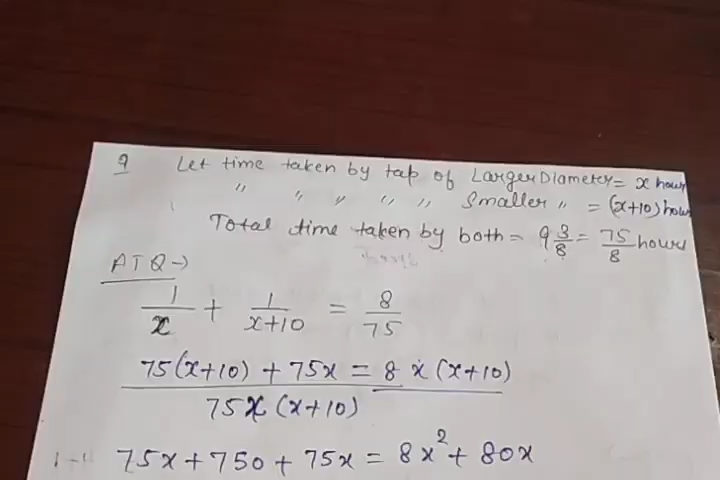 9 Let time taken by tap of Larger Diameter = x hour
" " " " " Smaller " = (x+10) hour
Total time taken by both = 9 3/8 = 75/8 hours
ATQ →
1/x + 1/x+10 = 8/75
75(x+10) + 75x = 8 x (x+10)
75x (x+10)
75x + 750 + 75x = 8x² + 80x